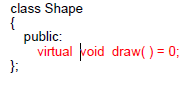 class Shape
{
public:
virtual void draw( ) = 0;
};